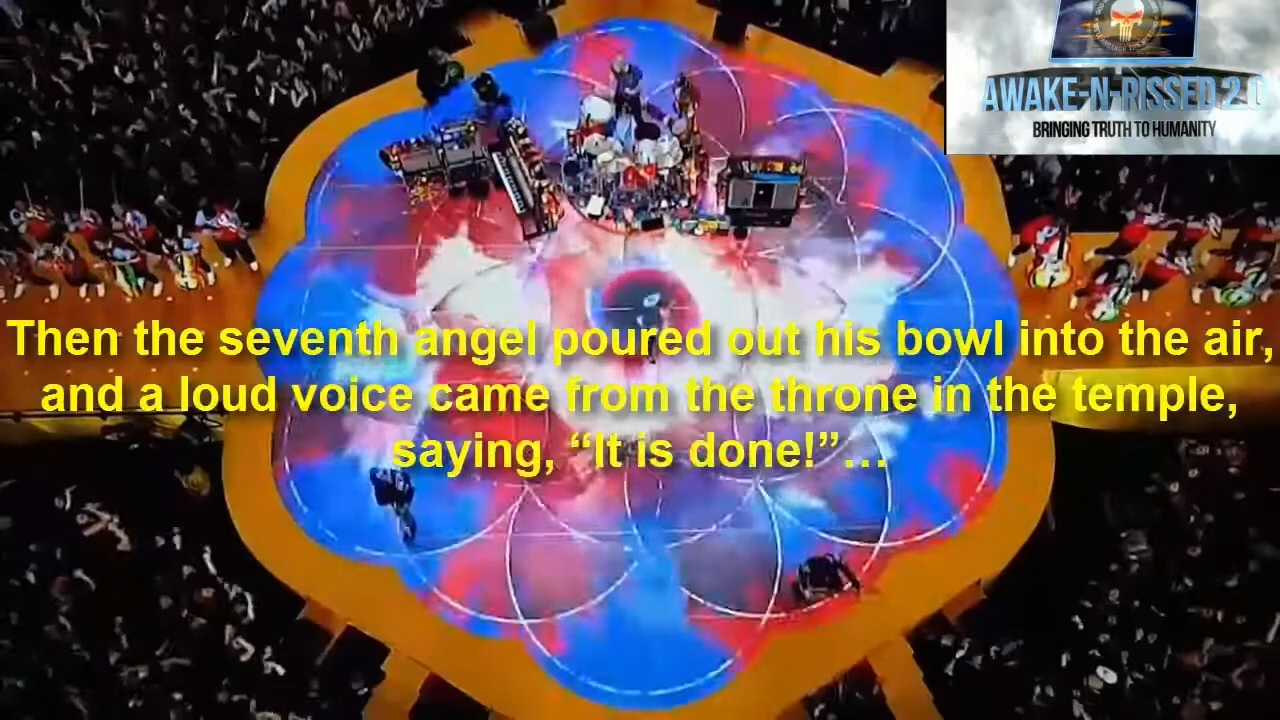 AWAKE-N-PISSED 2.0
BRINGING TRUTH TO HUMANITY
Then the seventh angel poured out his bowl into the air,
and a loud voice came from the throne in the temple,
saying, “It is done!”…